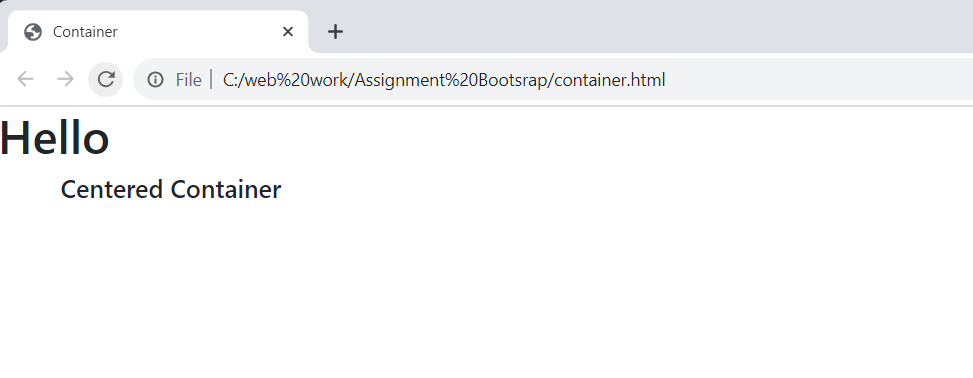 Container
File
C:/web%20work/Assignment%20Bootsrap/container.html
Hello
Centered Container